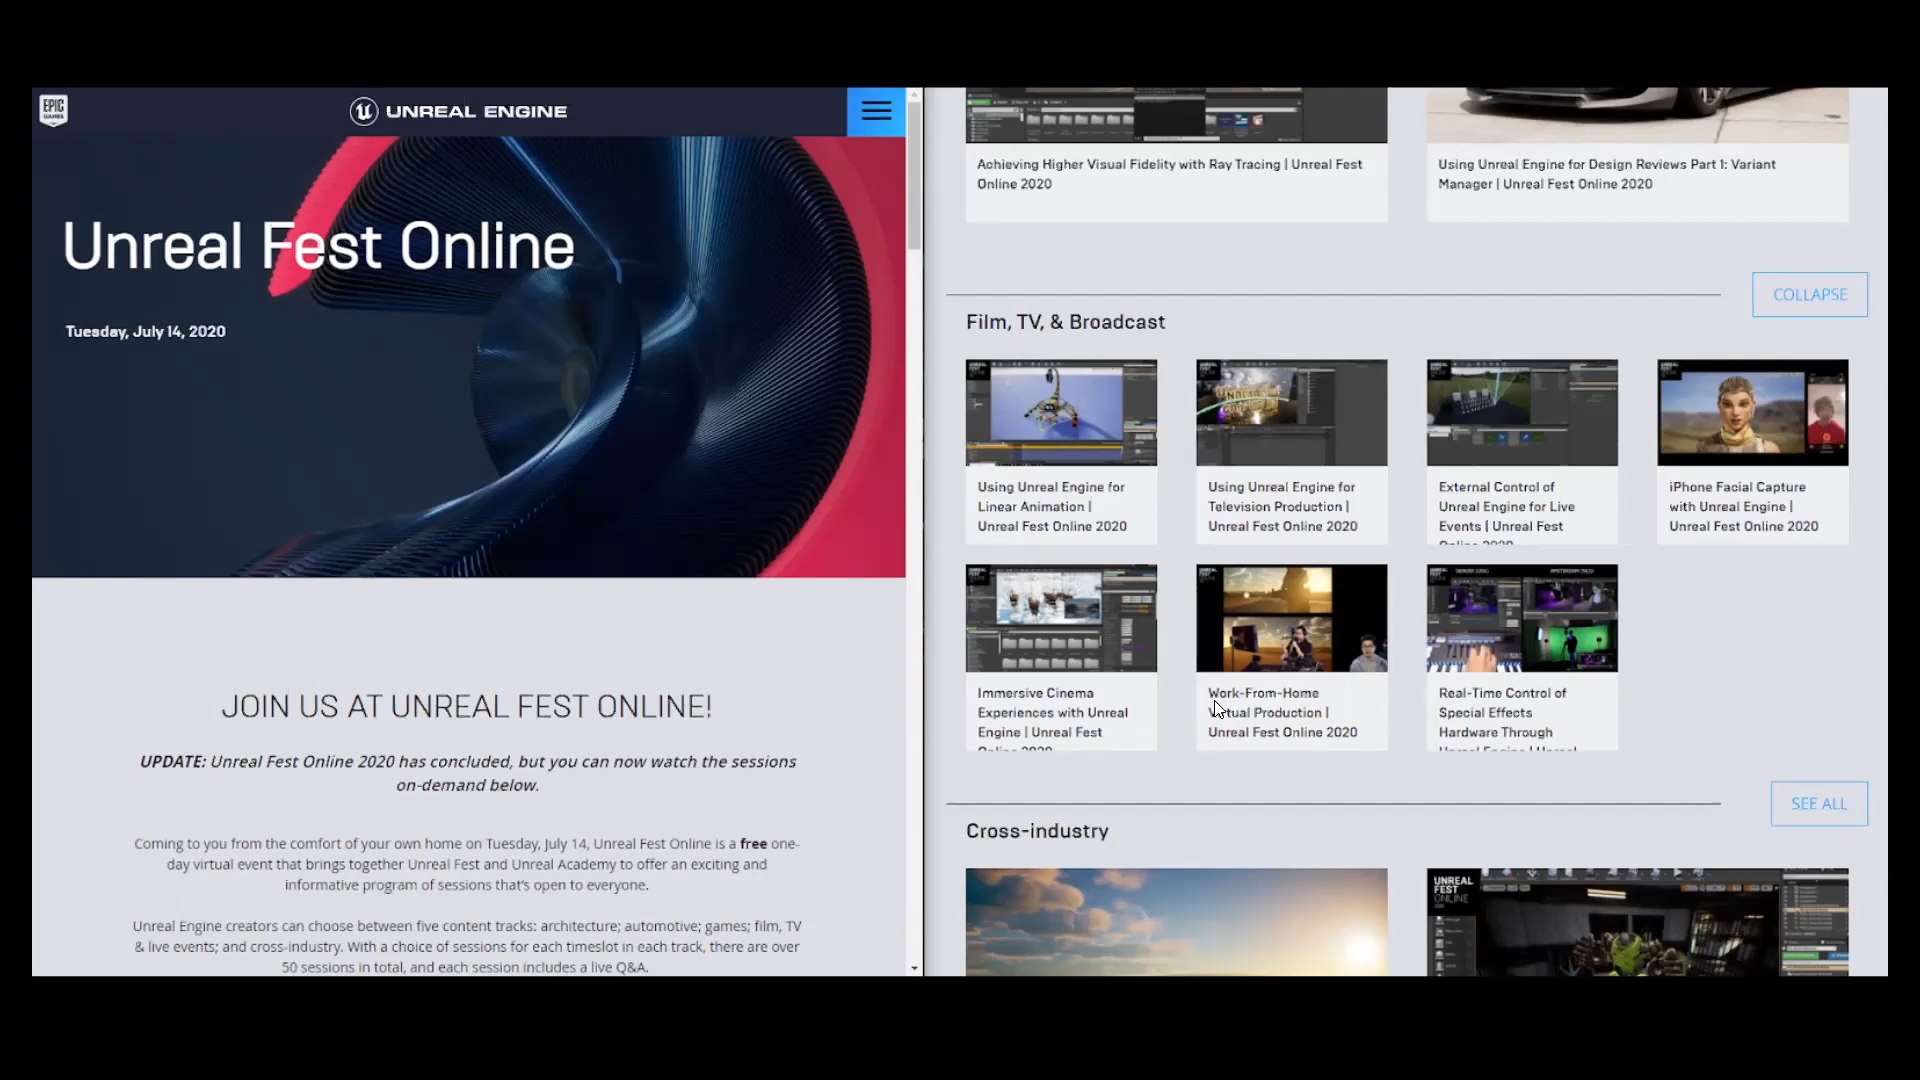 EPIC
GAMES
UNREAL ENGINE
Unreal Fest Online
Tuesday, July 14, 2020
JOIN US AT UNREAL FEST ONLINE!
UPDATE: Unreal Fest Online 2020 has concluded, but you can now watch the sessions
on-demand below.
Coming to you from the comfort of your own home on Tuesday, July 14, Unreal Fest Online is a free one-
day virtual event that brings together Unreal Fest and Unreal Academy to offer an exciting and
informative program of sessions that's open to everyone.
Unreal Engine creators can choose between five content tracks: architecture; automotive; games; film, TV
& live events; and cross-industry. With a choice of sessions for each timeslot in each track, there are over
50 sessions in total, and each session includes a live Q&A.
Achieving Higher Visual Fidelity with Ray Tracing | Unreal Fest
Online 2020
Using Unreal Engine for Design Reviews Part 1: Variant
Manager | Unreal Fest Online 2020
COLLAPSE
Film, TV, & Broadcast
Using Unreal Engine for
Linear Animation |
Unreal Fest Online 2020
Using Unreal Engine for
Television Production |
Unreal Fest Online 2020
External Control of
Unreal Engine for Live
Events | Unreal Fest
Online 2020
iPhone Facial Capture
with Unreal Engine |
Unreal Fest Online 2020
Immersive Cinema
Experiences with Unreal
Engine | Unreal Fest
Online 2020
Work-From-Home
Virtual Production |
Unreal Fest Online 2020
Real-Time Control of
Special Effects
Hardware Through
Unreal Engine | Unreal
SEE ALL
Cross-industry
UNREAL
FEST
ONLINE